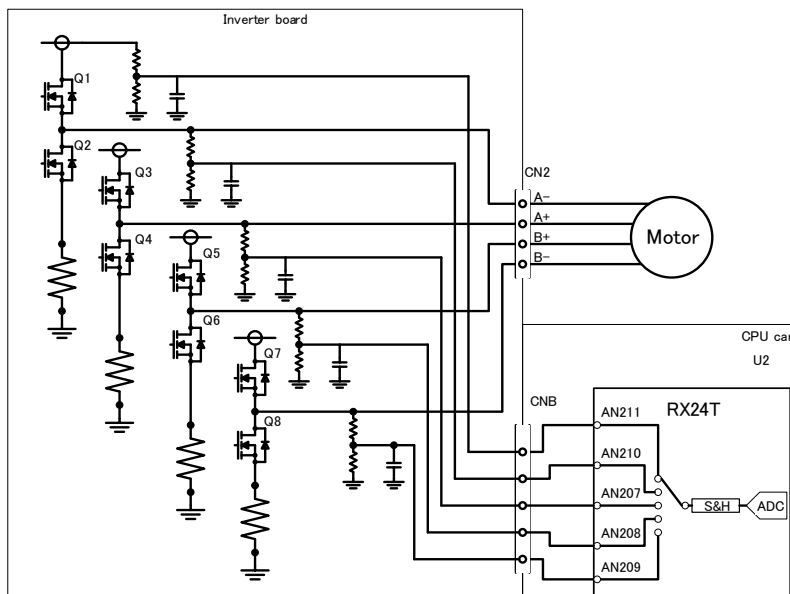 Inverter board
Q1
Q2
Q3
Q4
Q5
Q6
Q7
Q8
CN2
A-
A+
B+
B-
Motor
CPU car
U2
CNB
RX24T
AN211
AN210
AN207
AN208
AN209
S&H
ADC